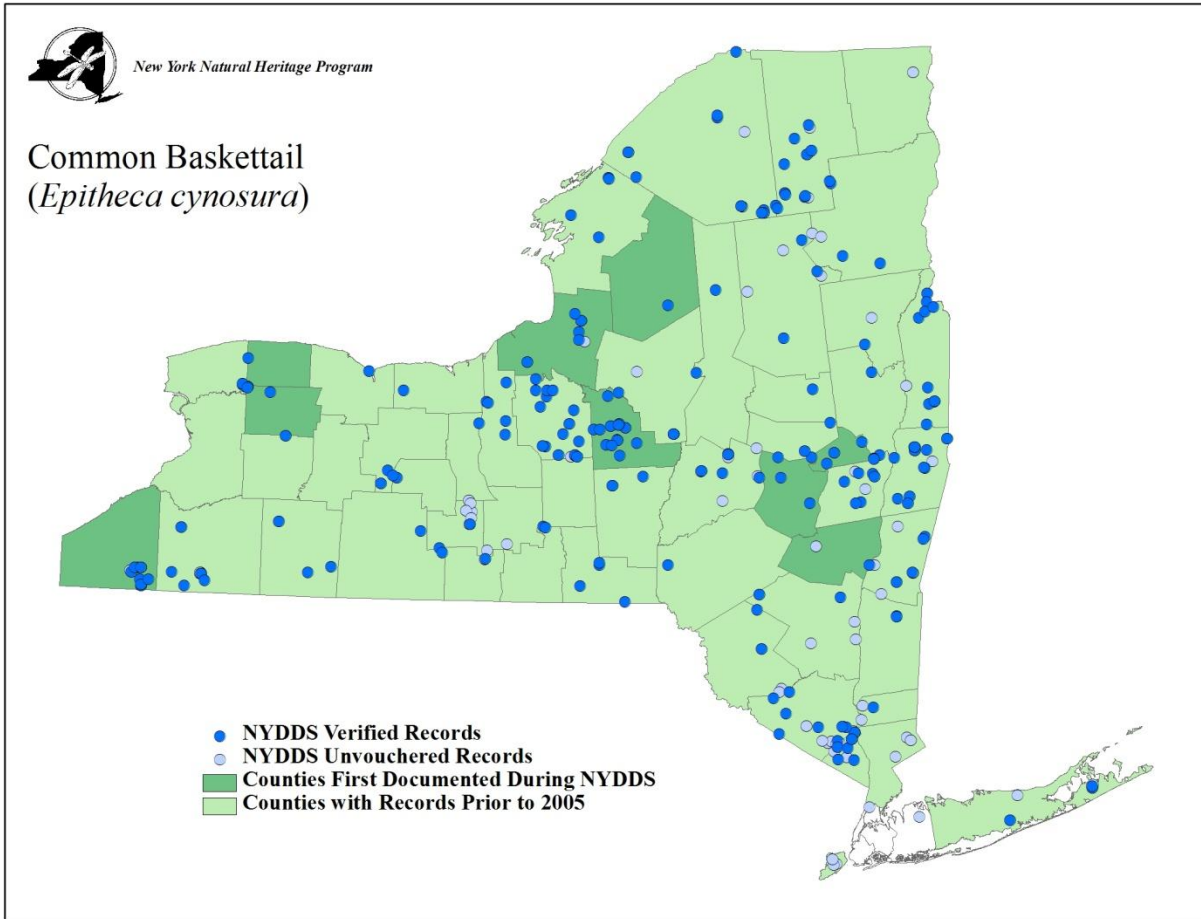 New York Natural Heritage Program
Common Baskettail
(Epitheca cynosura)
NYDDS Verified Records
NYDDS Unvouchered Records
Counties First Documented During NYDDS
Counties with Records Prior to 2005